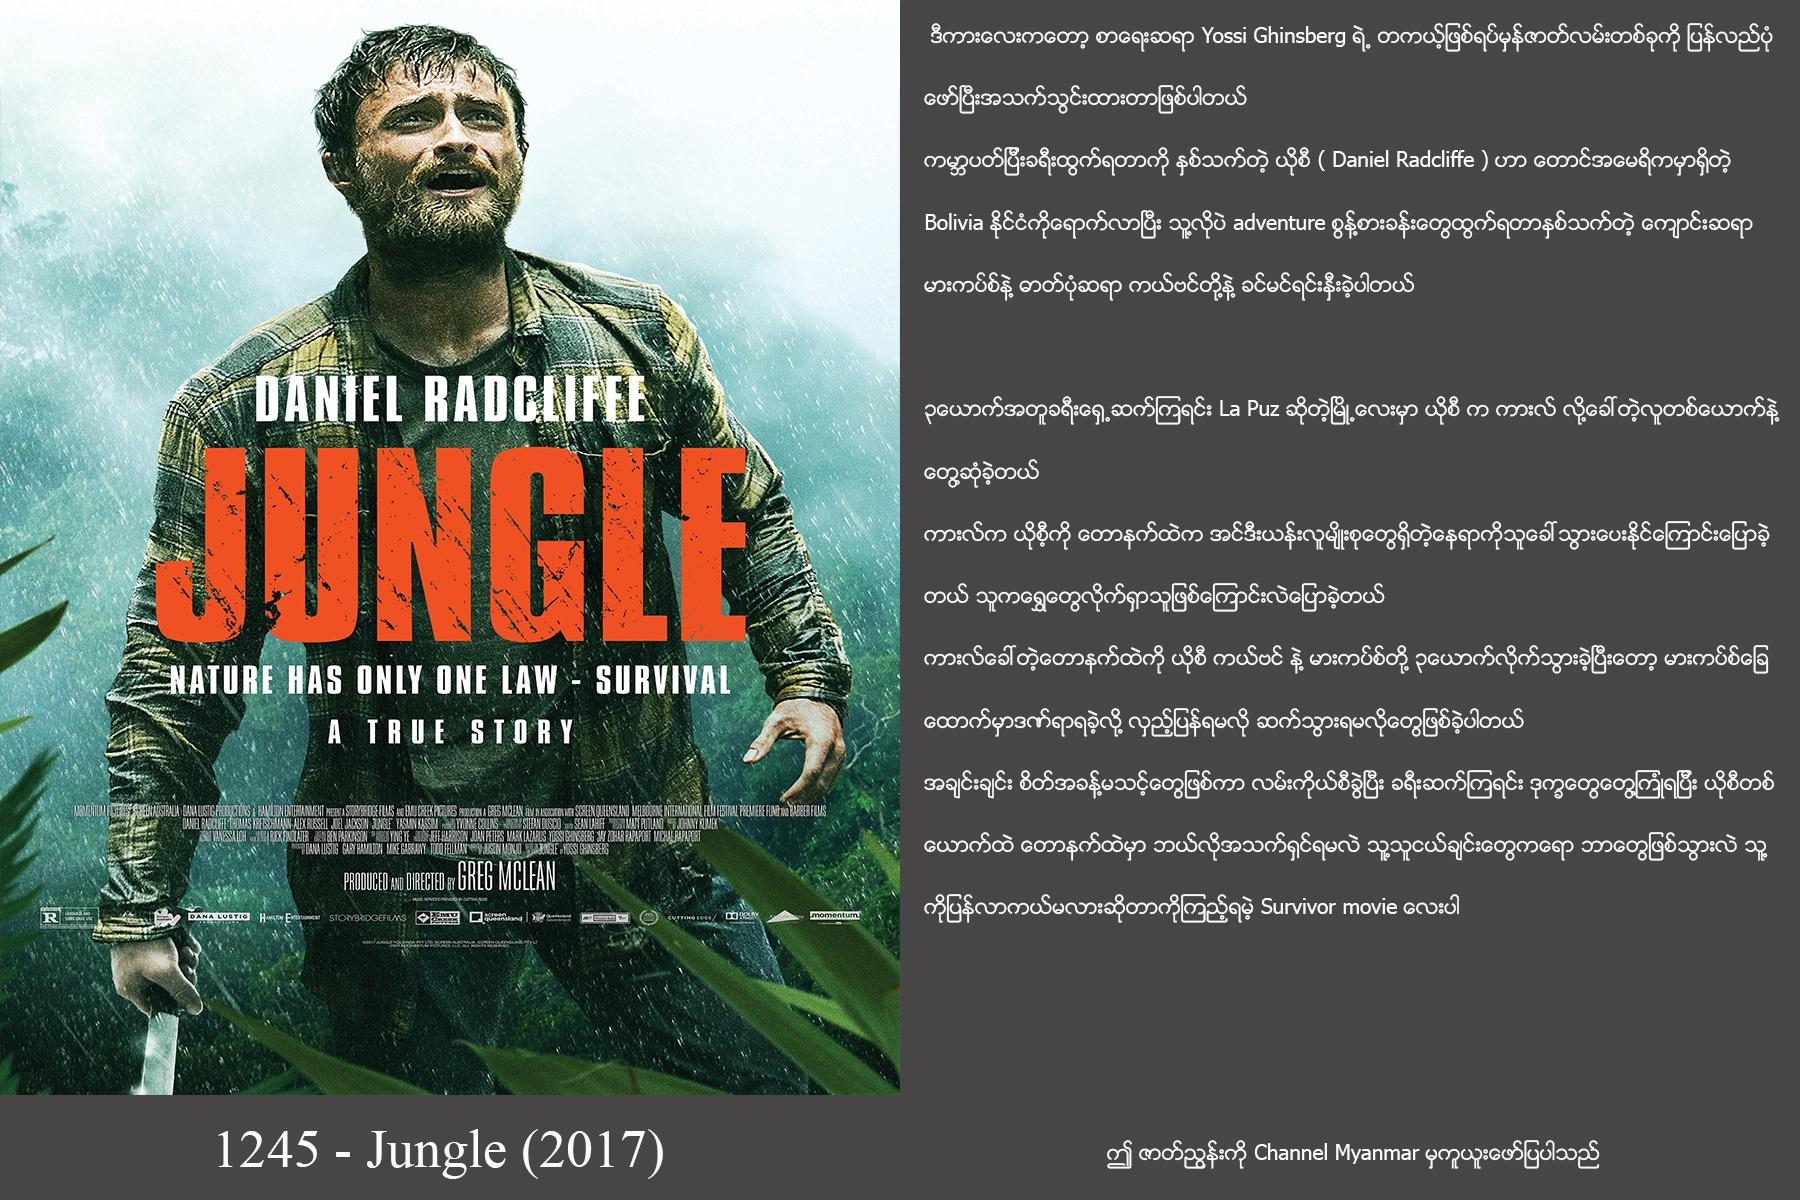 DANIEL RADCLIFFE
JUNGLE
NATURE HAS ONLY ONE LAW - SURVIVAL
A TRUE STORY
PRODUCED AND DIRECTED BY GREG MCLEAN
1245 - Jungle (2017)
ဒီကားလေးကတော့ စာရေးဆရာ Yossi Ghinsberg ရဲ့ တကယ့်ဖြစ်ရပ်မှန်ဇာတ်လမ်းတစ်ခုကို ပြန်လည်ပုံ
ဖော်ပြီးအသက်သွင်းထားတာဖြစ်ပါတယ်
ကမ္ဘာပတ်ပြီးခရီးထွက်ရတာကို နှစ်သက်တဲ့ ယိုစီ ( Daniel Radcliffe ) ဟာ တောင်အမေရိကမှာရှိတဲ့
Bolivia နိုင်ငံကိုရောက်လာပြီး သူ့လိုပဲ adventure စွန့်စားခန်းတွေထွက်ရတာနှစ်သက်တဲ့ ကျောင်းဆရာ
မားကပ်စ်နဲ့ ဓာတ်ပုံဆရာ ကယ်ဗင်တို့နဲ့ ခင်မင်ရင်းနှီးခဲ့ပါတယ်
၃ယောက်အတူခရီးရှေ့ဆက်ကြရင်း La Puz ဆိုတဲ့မြို့လေးမှာ ယိုစီ က ကားလ် လို့ခေါ်တဲ့လူတစ်ယောက်နဲ့
တွေ့ဆုံခဲ့တယ်
ကားလ်က ယိုစီ့ကို တောနက်ထဲက အင်ဒီးယန်းလူမျိုးစုတွေရှိတဲ့နေရာကိုသူခေါ်သွားပေးနိုင်ကြောင်းပြောခဲ့
တယ် သူကရွှေတွေလိုက်ရှာသူဖြစ်ကြောင်းလဲပြောခဲ့တယ်
ကားလ်ခေါ်တဲ့တောနက်ထဲကို ယိုစီ ကယ်ဗင် နဲ့ မားကပ်စ်တို့ ၃ယောက်လိုက်သွားခဲ့ပြီးတော့ မားကပ်စ်ခြေ
ထောက်မှာဒဏ်ရာရခဲ့လို့ လှည့်ပြန်ရမလို ဆက်သွားရမလိုတွေဖြစ်ခဲ့ပါတယ်
အချင်းချင်း စိတ်အခန့်မသင့်တွေဖြစ်ကာ လမ်းကိုယ်စီခွဲပြီး ခရီးဆက်ကြရင်း ဒုက္ခတွေတွေ့ကြုံရပြီး ယိုစီတစ်
ယောက်ထဲ တောနက်ထဲမှာ ဘယ်လိုအသက်ရှင်ရမလဲ သူ့သူငယ်ချင်းတွေကရော ဘာတွေဖြစ်သွားလဲ သူ့
ကိုပြန်လာကယ်မလားဆိုတာကိုကြည့်ရမဲ့ Survivor movie လေးပါ
ဤ ဇာတ်ညွှန်းကို Channel Myanmar မှကူယူးဖော်ပြပါသည်